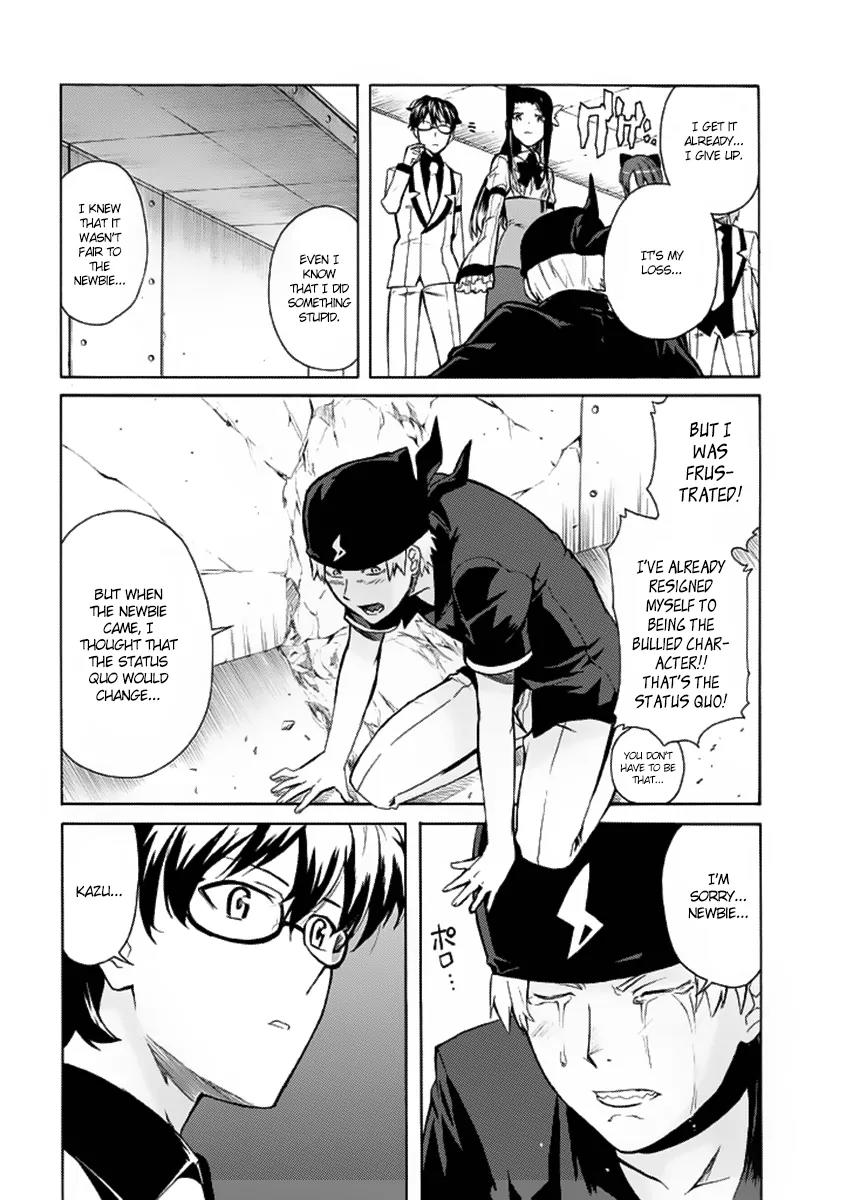 I GET IT
ALREADY...
I GIVE UP.
IT'S MY
LOSS...
EVEN I
KNOW
THAT I DID
SOMETHING
STUPID.
I KNEW
THAT IT
WASN'T
FAIR TO
THE
NEWBIE...
BUT I
WAS
FRUS-
TRATED!
I'VE ALREADY
RESIGNED
MYSELF TO
BEING THE
BULLIED CHAR-
ACTER!!
THAT'S THE
STATUS QUO!
YOU DON'T
HAVE TO BE
THAT...
BUT WHEN
THE NEWBIE
CAME, I
THOUGHT THAT
THE STATUS
QUO WOULD
CHANGE...
I'M
SORRY...
NEWBIE...
ポロ...
KAZU...